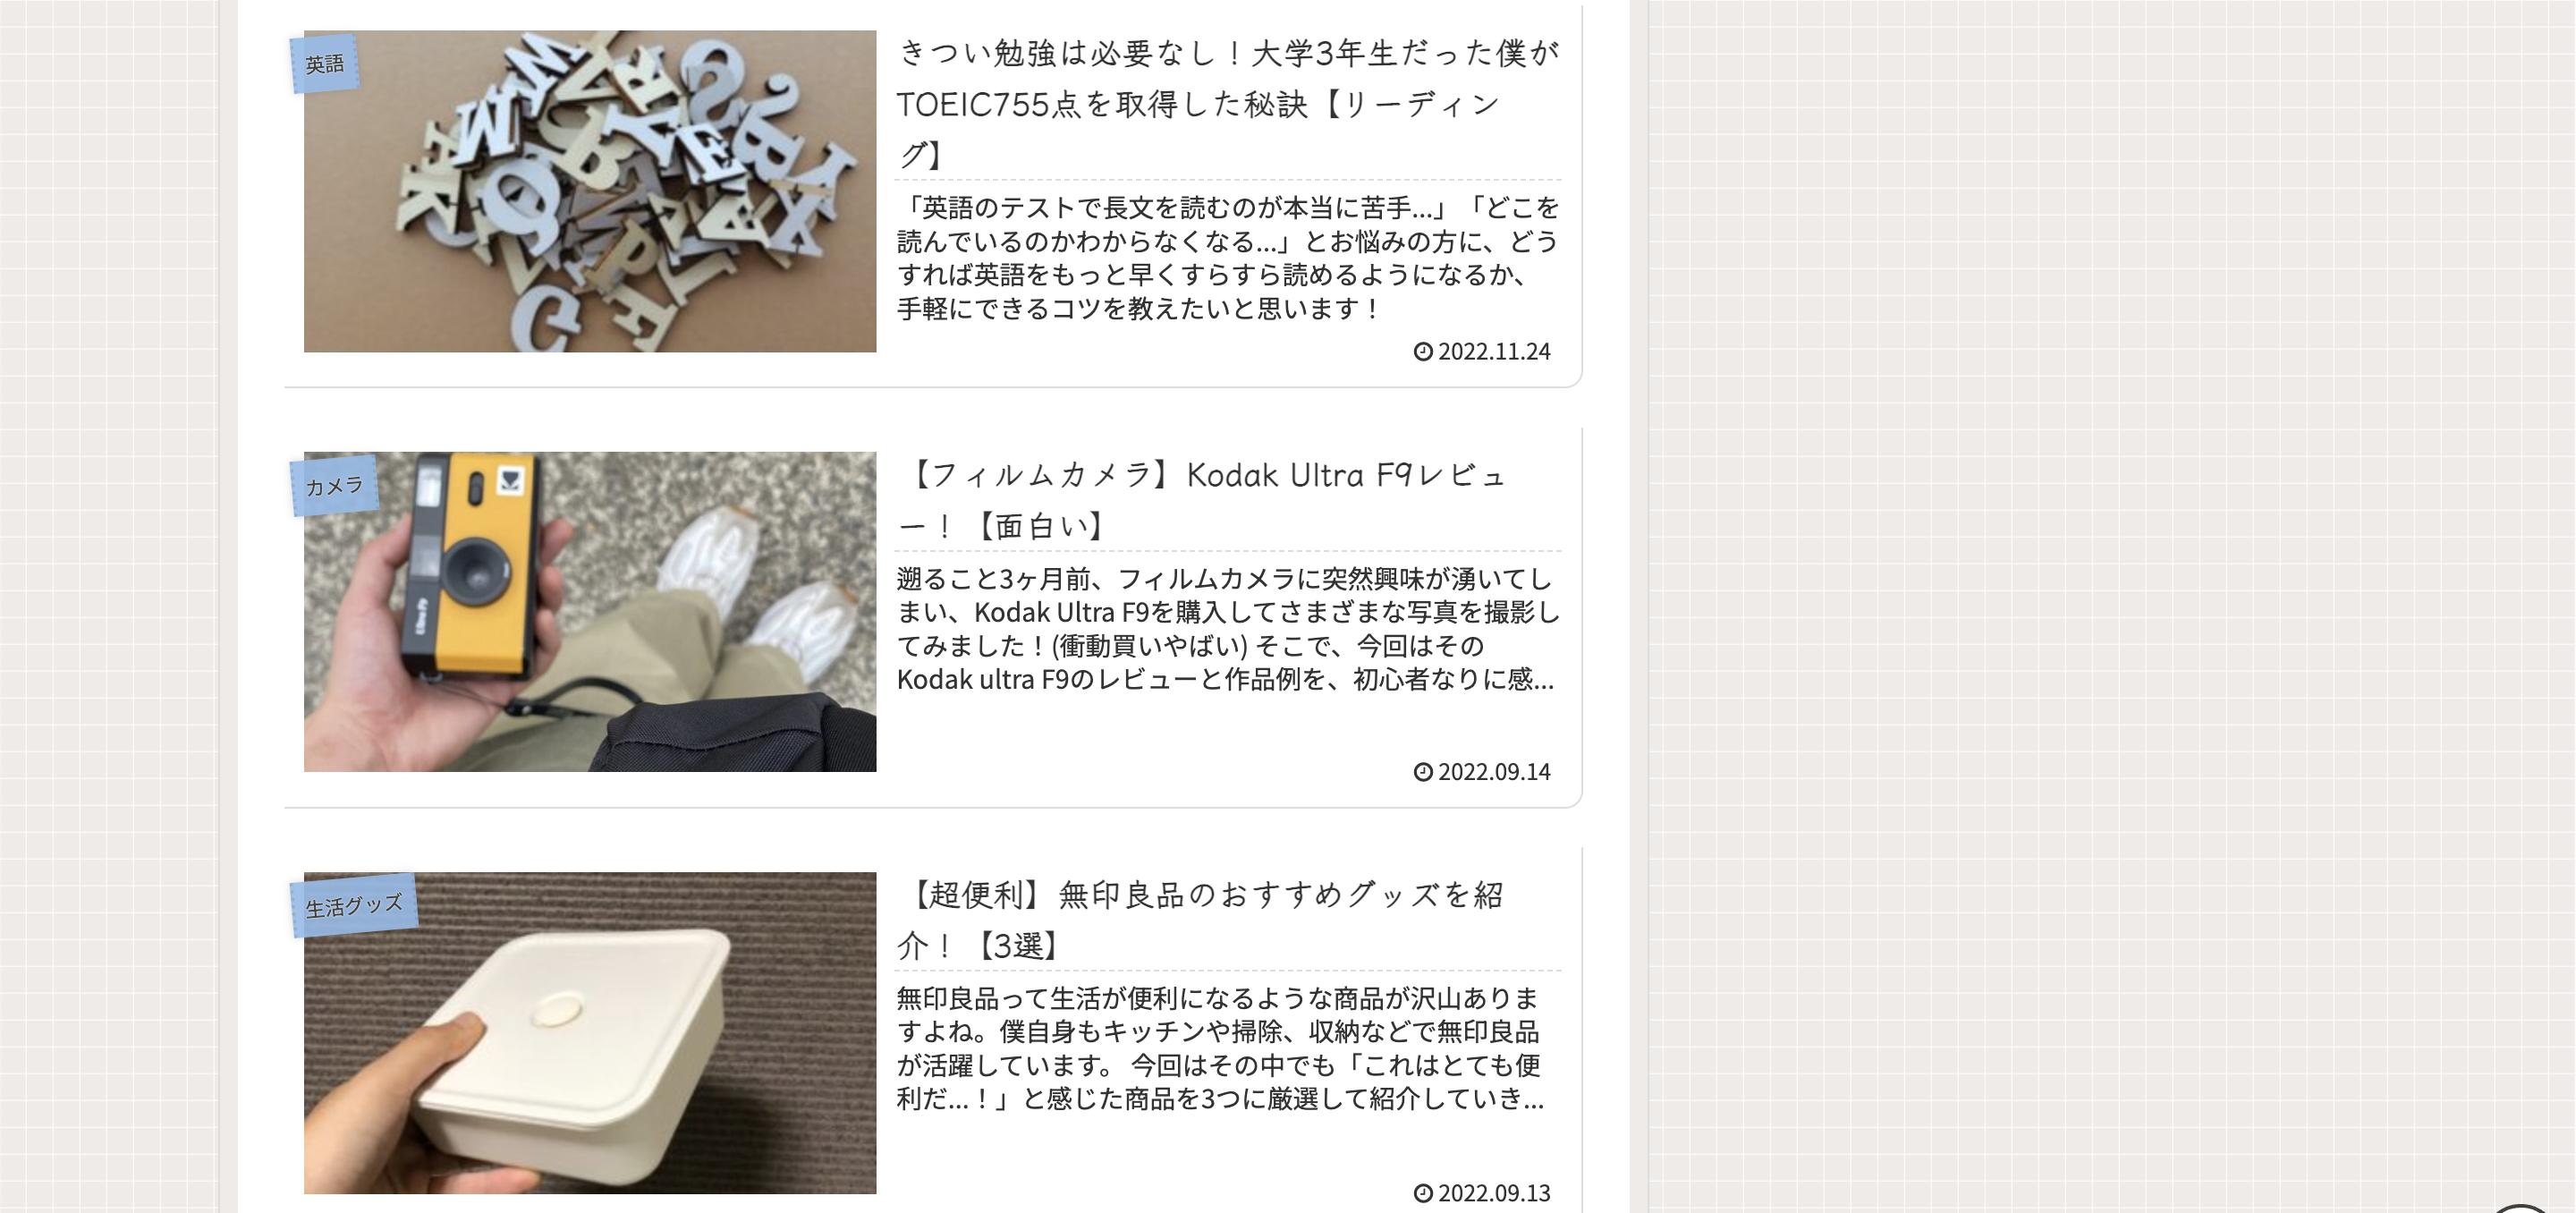 英語
きつい勉強は必要なし！大学3年生だった僕が
TOEIC755点を取得した秘訣【リーディン
グ】
「英語のテストで長文を読むのが本当に苦手...」「どこを
読んでいるのかわからなくなる...」とお悩みの方に、どう
すれば英語をもっと早くすらすら読めるようになるか、
手軽にできるコツを教えたいと思います！
2022.11.24
カメラ
【フィルムカメラ】Kodak Ultra F9レビュ
ー！【面白い】
遡ること3ヶ月前、フィルムカメラに突然興味が湧いてし
まい、Kodak Ultra F9を購入してさまざまな写真を撮影し
てみました！(衝動買いやばい) そこで、今回はその
Kodak ultra F9のレビューと作品例を、初心者なりに感...
2022.09.14
Ultra F9
生活グッズ
【超便利】無印良品のおすすめグッズを紹
介！【3選】
無印良品って生活が便利になるような商品が沢山ありま
すよね。僕自身もキッチンや掃除、収納などで無印良品
が活躍しています。 今回はその中でも「これはとても便
利だ...！」と感じた商品を3つに厳選して紹介していき...
2022.09.13